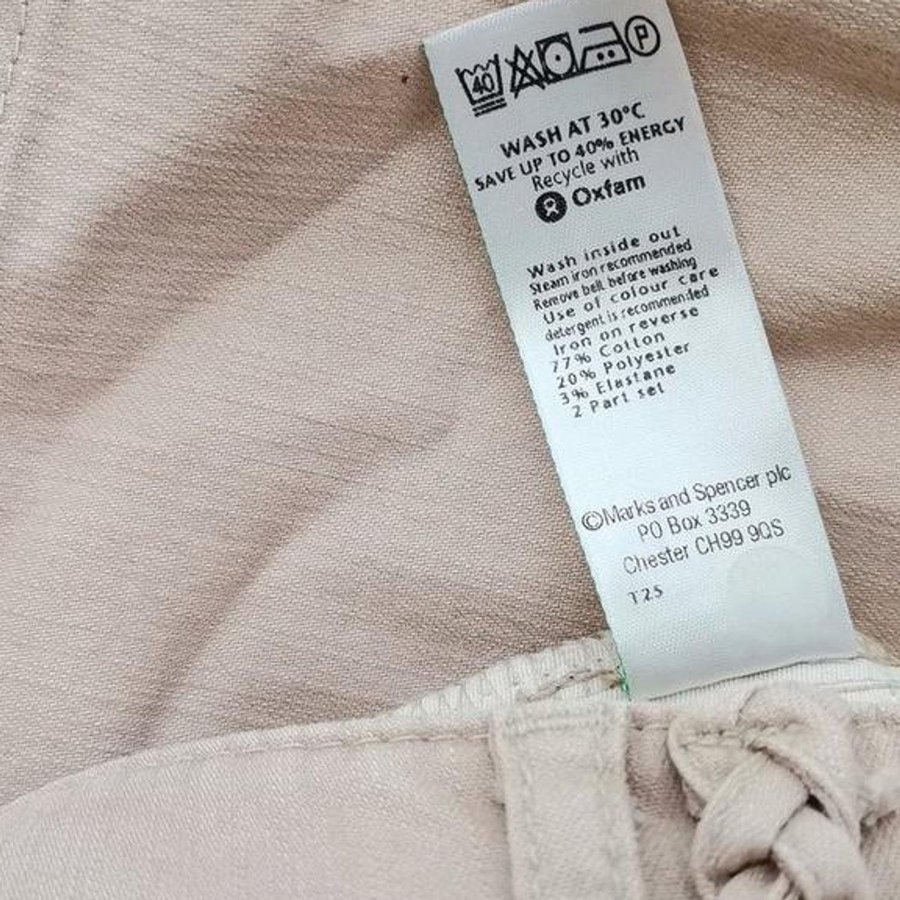 40 P
WASH AT 30°C
SAVE UP TO 40% ENERGY
Recycle with
Oxfam
Wash inside out
Steam iron recommended
Remove belt before washing
Use of colour care
detergent is recommended
Iron on reverse
77% Cotton
20% Polyester
3% Elastane
2 Part set
©Marks and Spencer plc
PO Box 3339
Chester CH99 9QS
T25